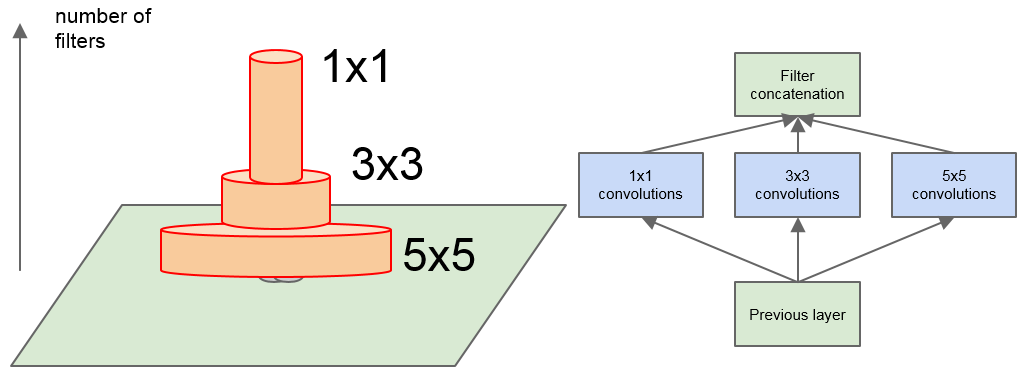 number of
filters
1x1
3x3
5x5
Filter
concatenation
1x1
convolutions
3x3
convolutions
5x5
convolutions
Previous layer